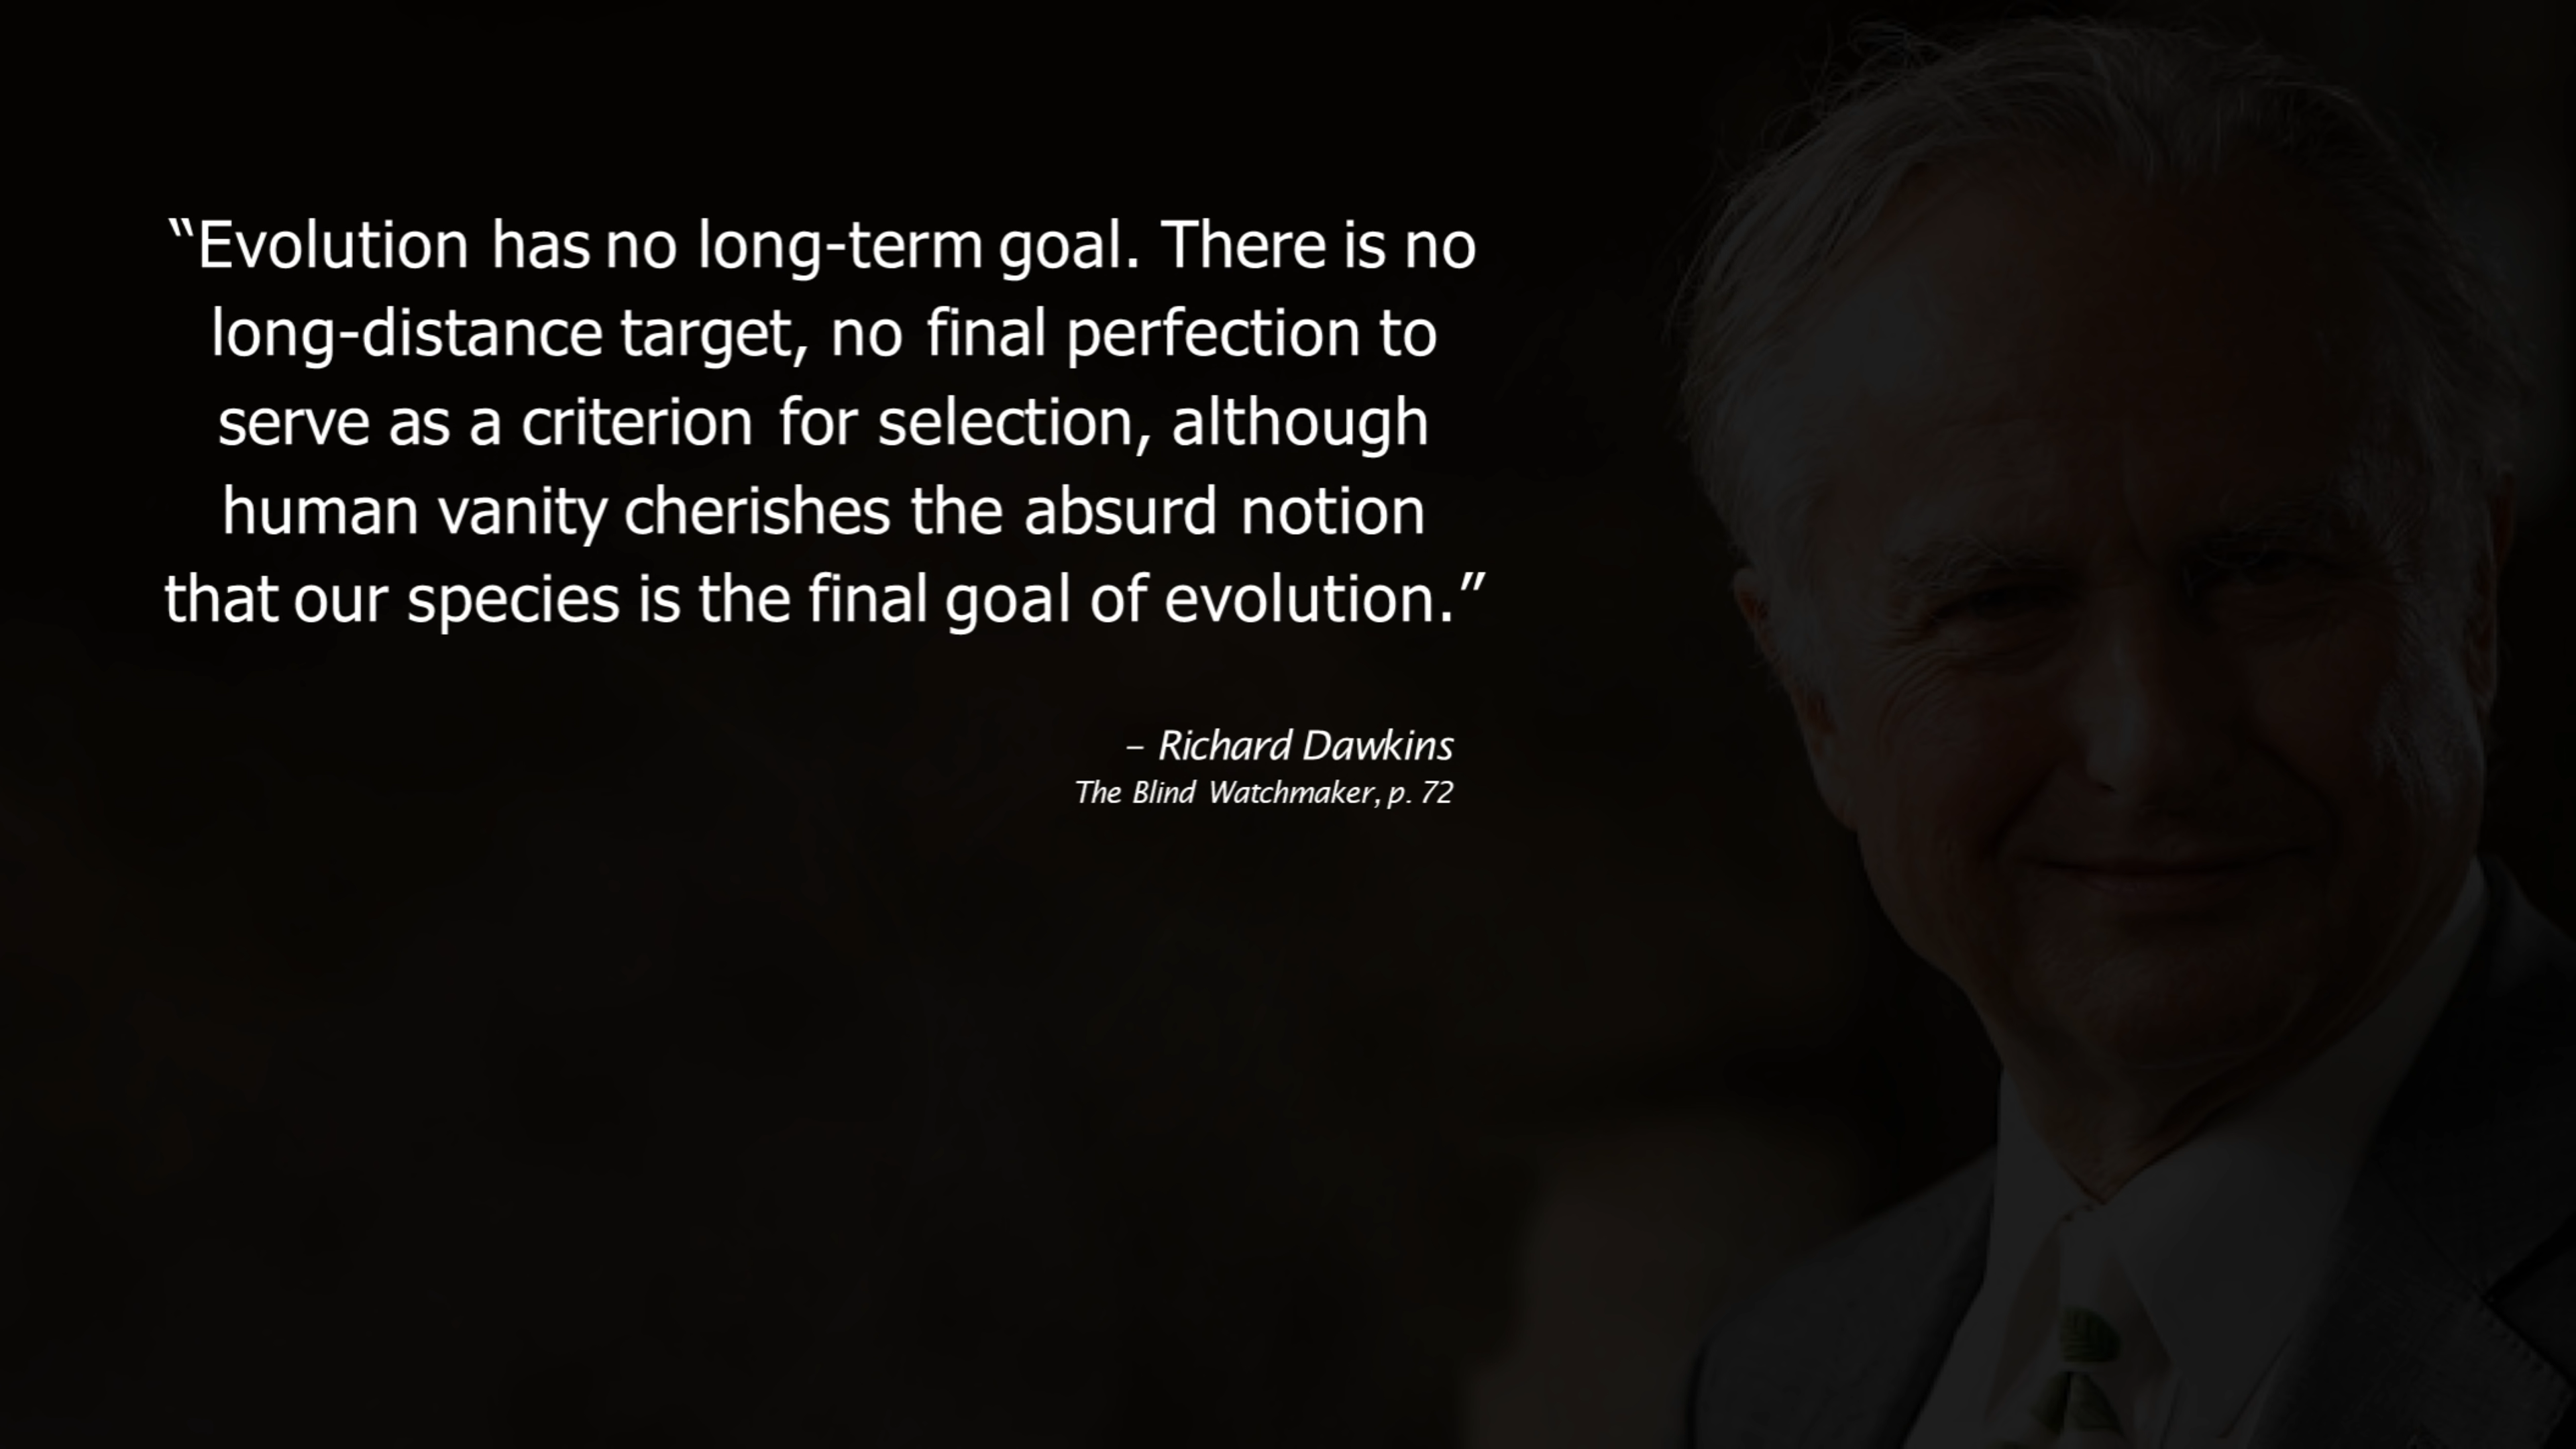 “Evolution has no long-term goal. There is no
long-distance target, no final perfection to
serve as a criterion for selection, although
human vanity cherishes the absurd notion
that our species is the final goal of evolution.”
– Richard Dawkins
The Blind Watchmaker, p. 72